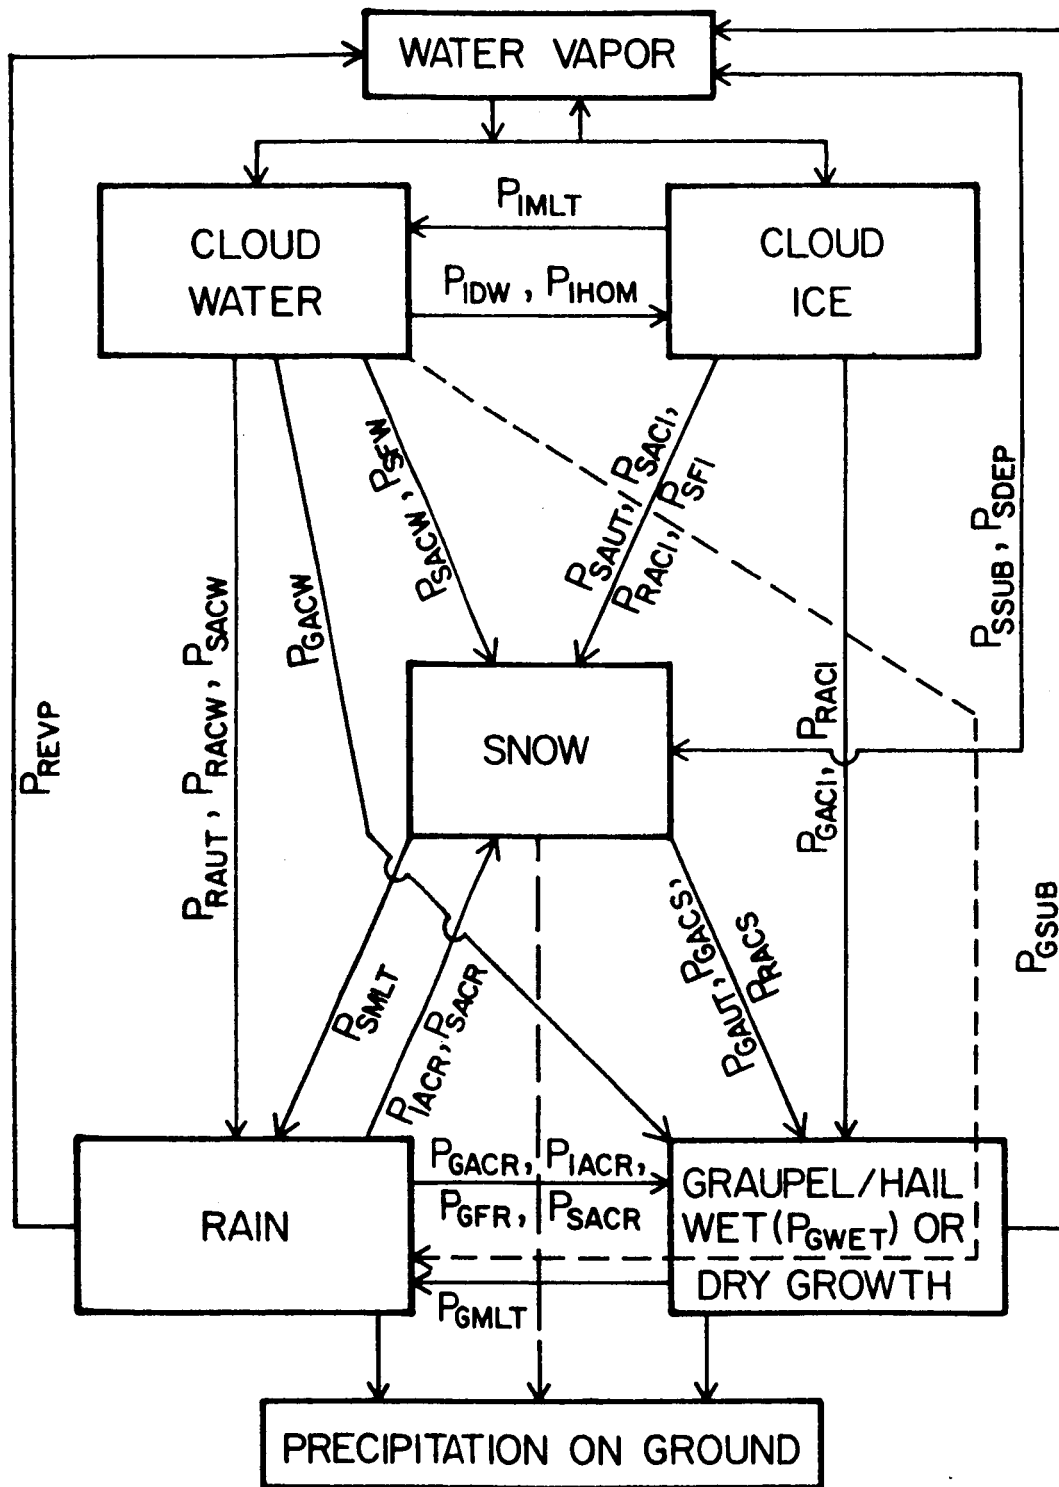 WATER VAPOR
PIMLT
CLOUD
WATER
CLOUD
ICE
PIDW , PIHOM
PSACW , PSFW
PSAUT, PSACI,
PRACI, PSFI
PSSUB, PSDEP
PGACW
PRAUT , PRACW, PSACW
PREVP
SNOW
PGACI, PRACI
PGSUB
PGAUT, PGACS,
PRACS
PSMLT
PIACR, PSACR
RAIN
PGACR, PIACR,
PGFR, PSACR
GRAUPEL/HAIL
WET (PGWET) OR
DRY GROWTH
PGMLT
PRECIPITATION ON GROUND